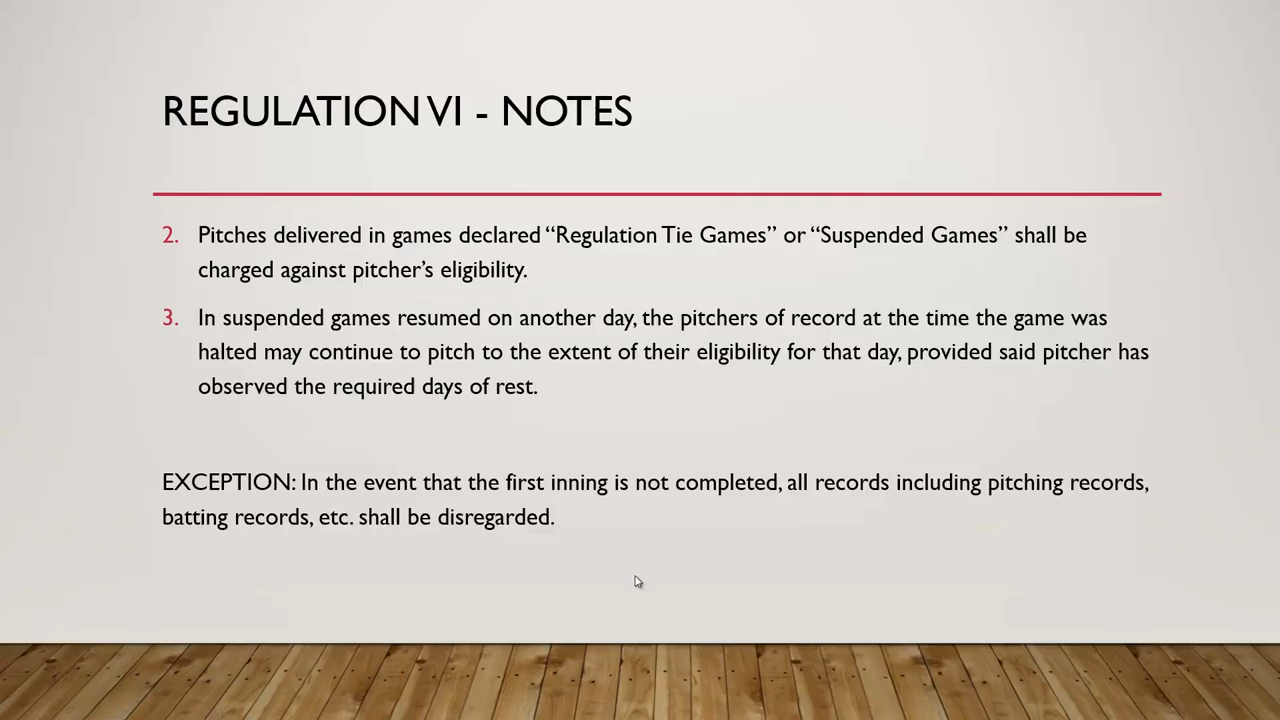 REGULATION VI - NOTES
2. Pitches delivered in games declared “Regulation Tie Games” or “Suspended Games” shall be
charged against pitcher’s eligibility.
3. In suspended games resumed on another day, the pitchers of record at the time the game was
halted may continue to pitch to the extent of their eligibility for that day, provided said pitcher has
observed the required days of rest.
EXCEPTION: In the event that the first inning is not completed, all records including pitching records,
batting records, etc. shall be disregarded.